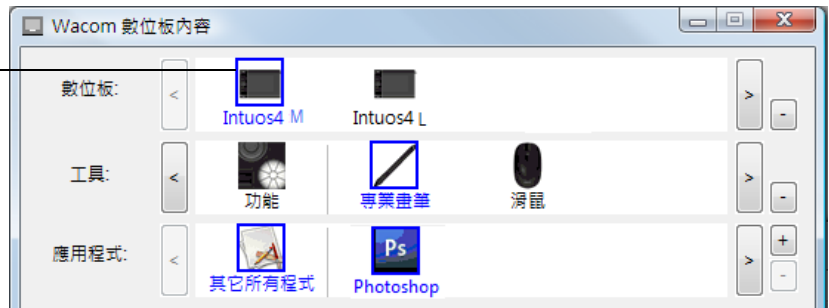 Wacom 數位板內容
數位板:
<
Intuos4 M
Intuos4 L
>
-
工具:
<
功能
專業畫筆
滑鼠
>
-
應用程式:
<
其它所有程式
Ps
Photoshop
>
+
-